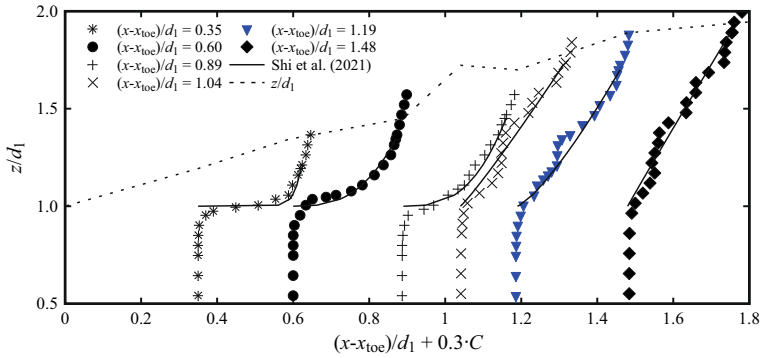 2.0
(x-x_toe)/d_1 = 0.35
(x-x_toe)/d_1 = 1.19
(x-x_toe)/d_1 = 0.60
(x-x_toe)/d_1 = 1.48
(x-x_toe)/d_1 = 0.89
Shi et al. (2021)
(x-x_toe)/d_1 = 1.04
z/d_1
z/d_1
1.5
1.0
0.5
0 0.2 0.4 0.6 0.8 1.0 1.2 1.4 1.6 1.8
(x-x_toe)/d_1 + 0.3·C